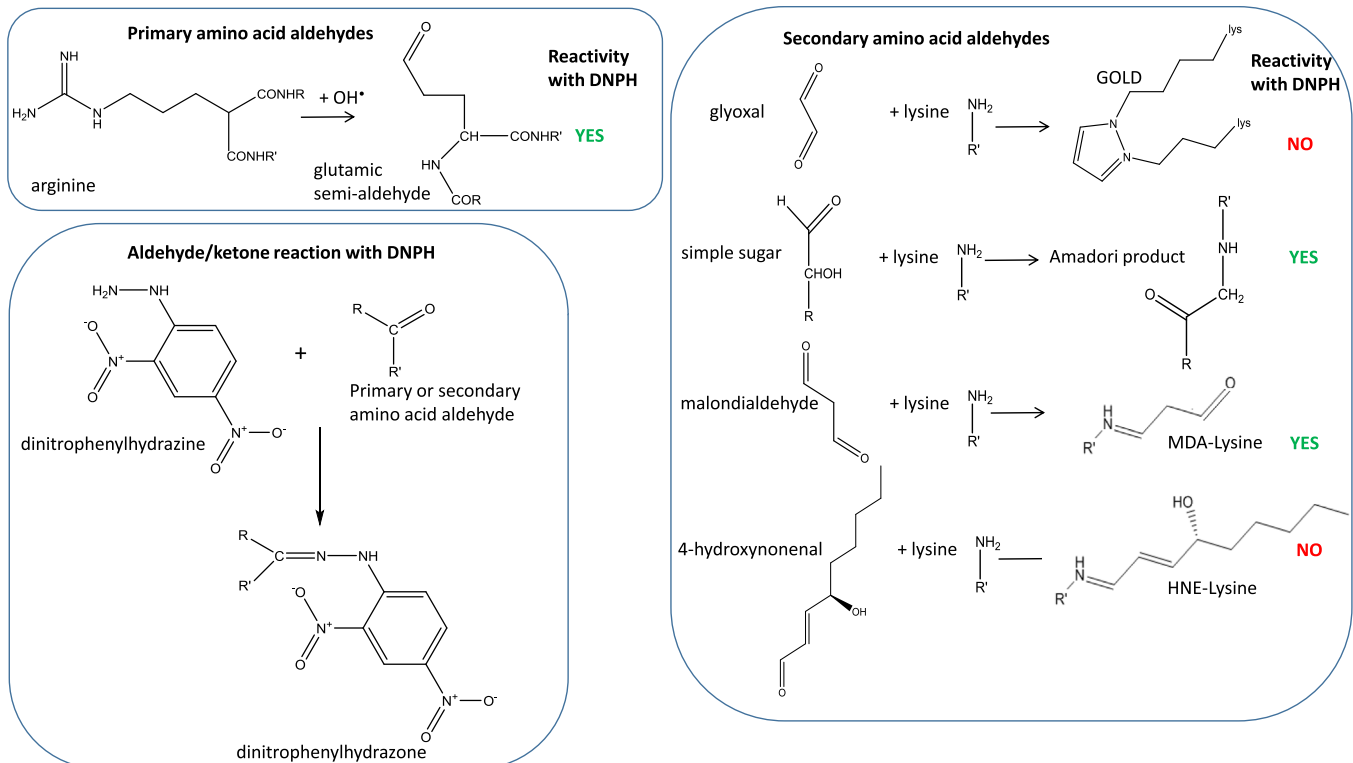 Primary amino acid aldehydes
NH
H2N
N
H
CONHR
CONHR'
arginine
+ OH•
O
CH
CONHR'
HN
COR
glutamic
semi-aldehyde
Reactivity
with DNPH
YES
Aldehyde/ketone reaction with DNPH
H2N
NH
-O
N+
O
N+
O-
O
dinitrophenylhydrazine
+
R
C
O
R'
Primary or secondary
amino acid aldehyde
R
C
N
NH
R'
-O
N+
O
N+
O-
O
dinitrophenylhydrazone
Secondary amino acid aldehydes
Reactivity
with DNPH
glyoxal
O
O
+ lysine
NH2
R'
GOLD
lys
N
N+
lys
NO
simple sugar
H
O
CHOH
R
+ lysine
NH2
R'
Amadori product
R'
NH
CH2
O
R
YES
malondialdehyde
O
O
+ lysine
NH2
R'
H
N
R'
O
MDA-Lysine
YES
4-hydroxynonenal
OH
O
+ lysine
NH2
R'
HO
H
N
R'
HNE-Lysine
NO